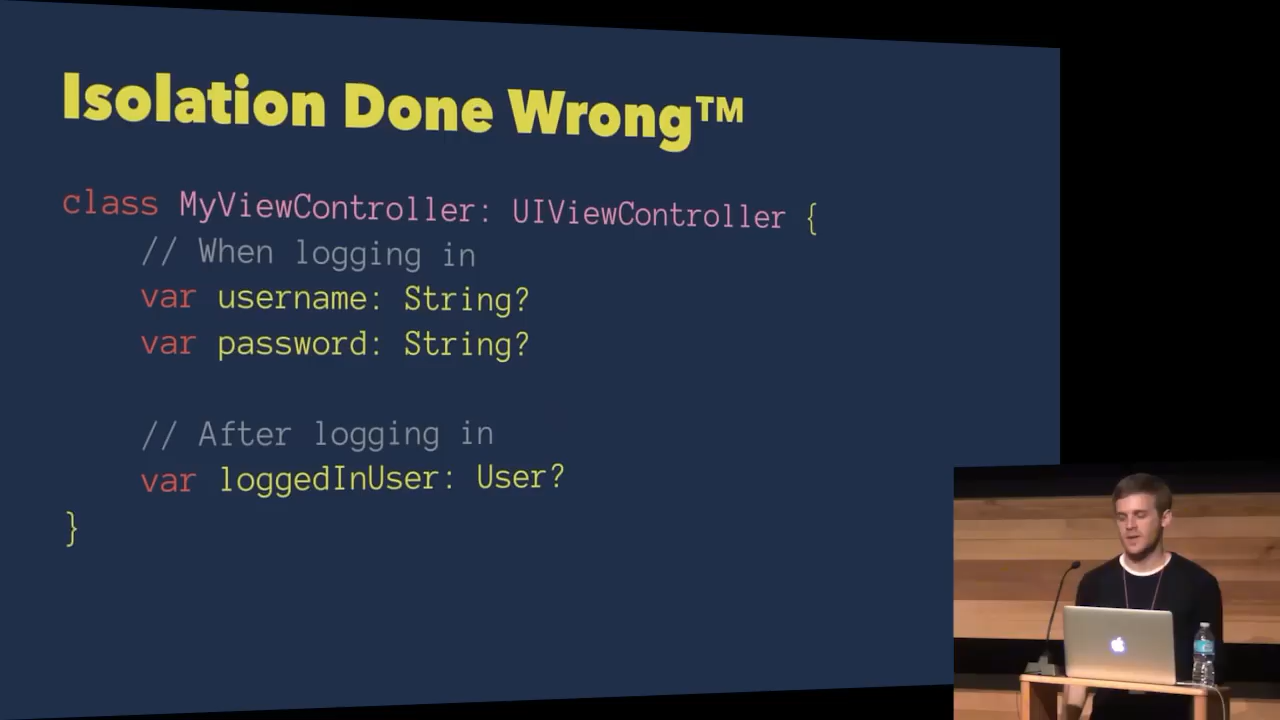 Isolation Done Wrong™
class MyViewController: UIViewController {
// When logging in
var username: String?
var password: String?
// After logging in
var loggedInUser: User?
}